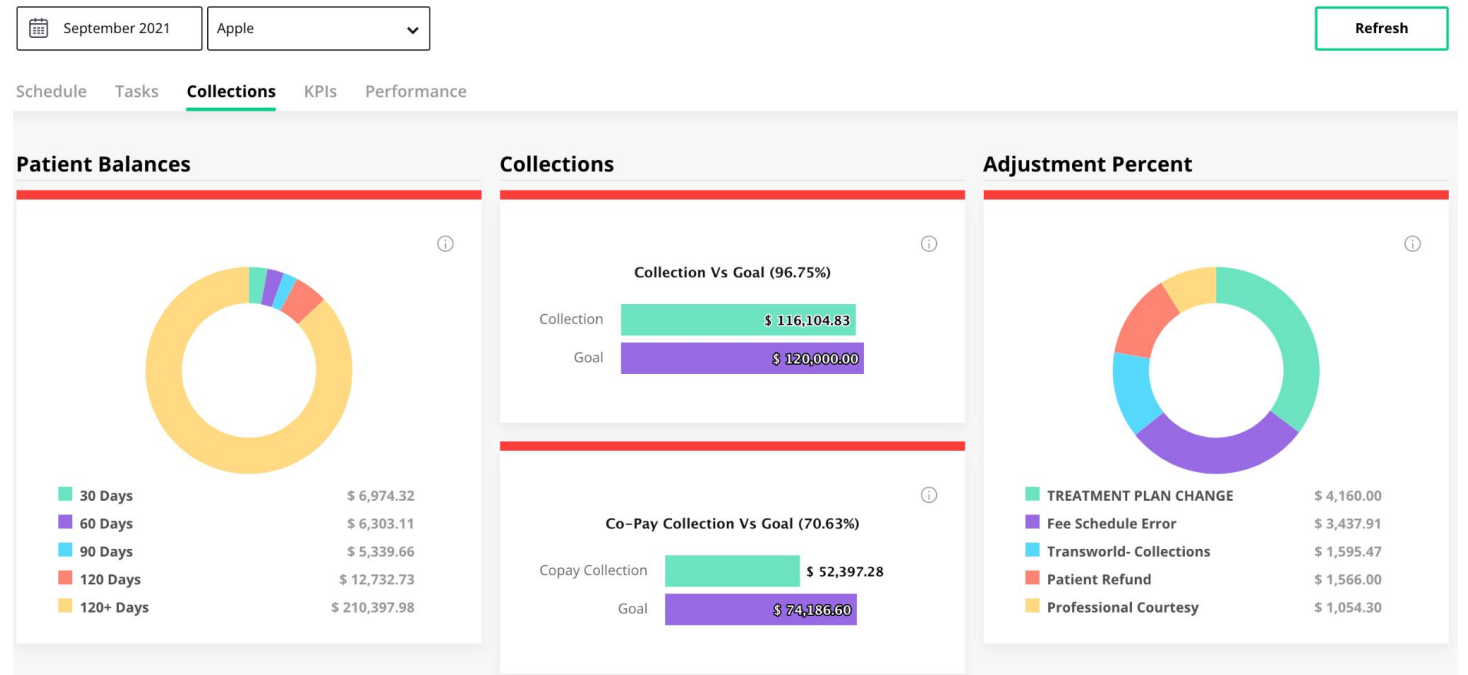 September 2021
Apple
Refresh
Schedule Tasks Collections KPIs Performance
Patient Balances
30 Days $ 6,974.32
60 Days $ 6,303.11
90 Days $ 5,339.66
120 Days $ 12,732.73
120+ Days $ 210,397.98
Collections
Collection Vs Goal (96.75%)
Collection $ 116,104.83
Goal $ 120,000.00
Co-Pay Collection Vs Goal (70.63%)
Copay Collection $ 52,397.28
Goal $ 74,186.60
Adjustment Percent
TREATMENT PLAN CHANGE $ 4,160.00
Fee Schedule Error $ 3,437.91
Transworld- Collections $ 1,595.47
Patient Refund $ 1,566.00
Professional Courtesy $ 1,054.30